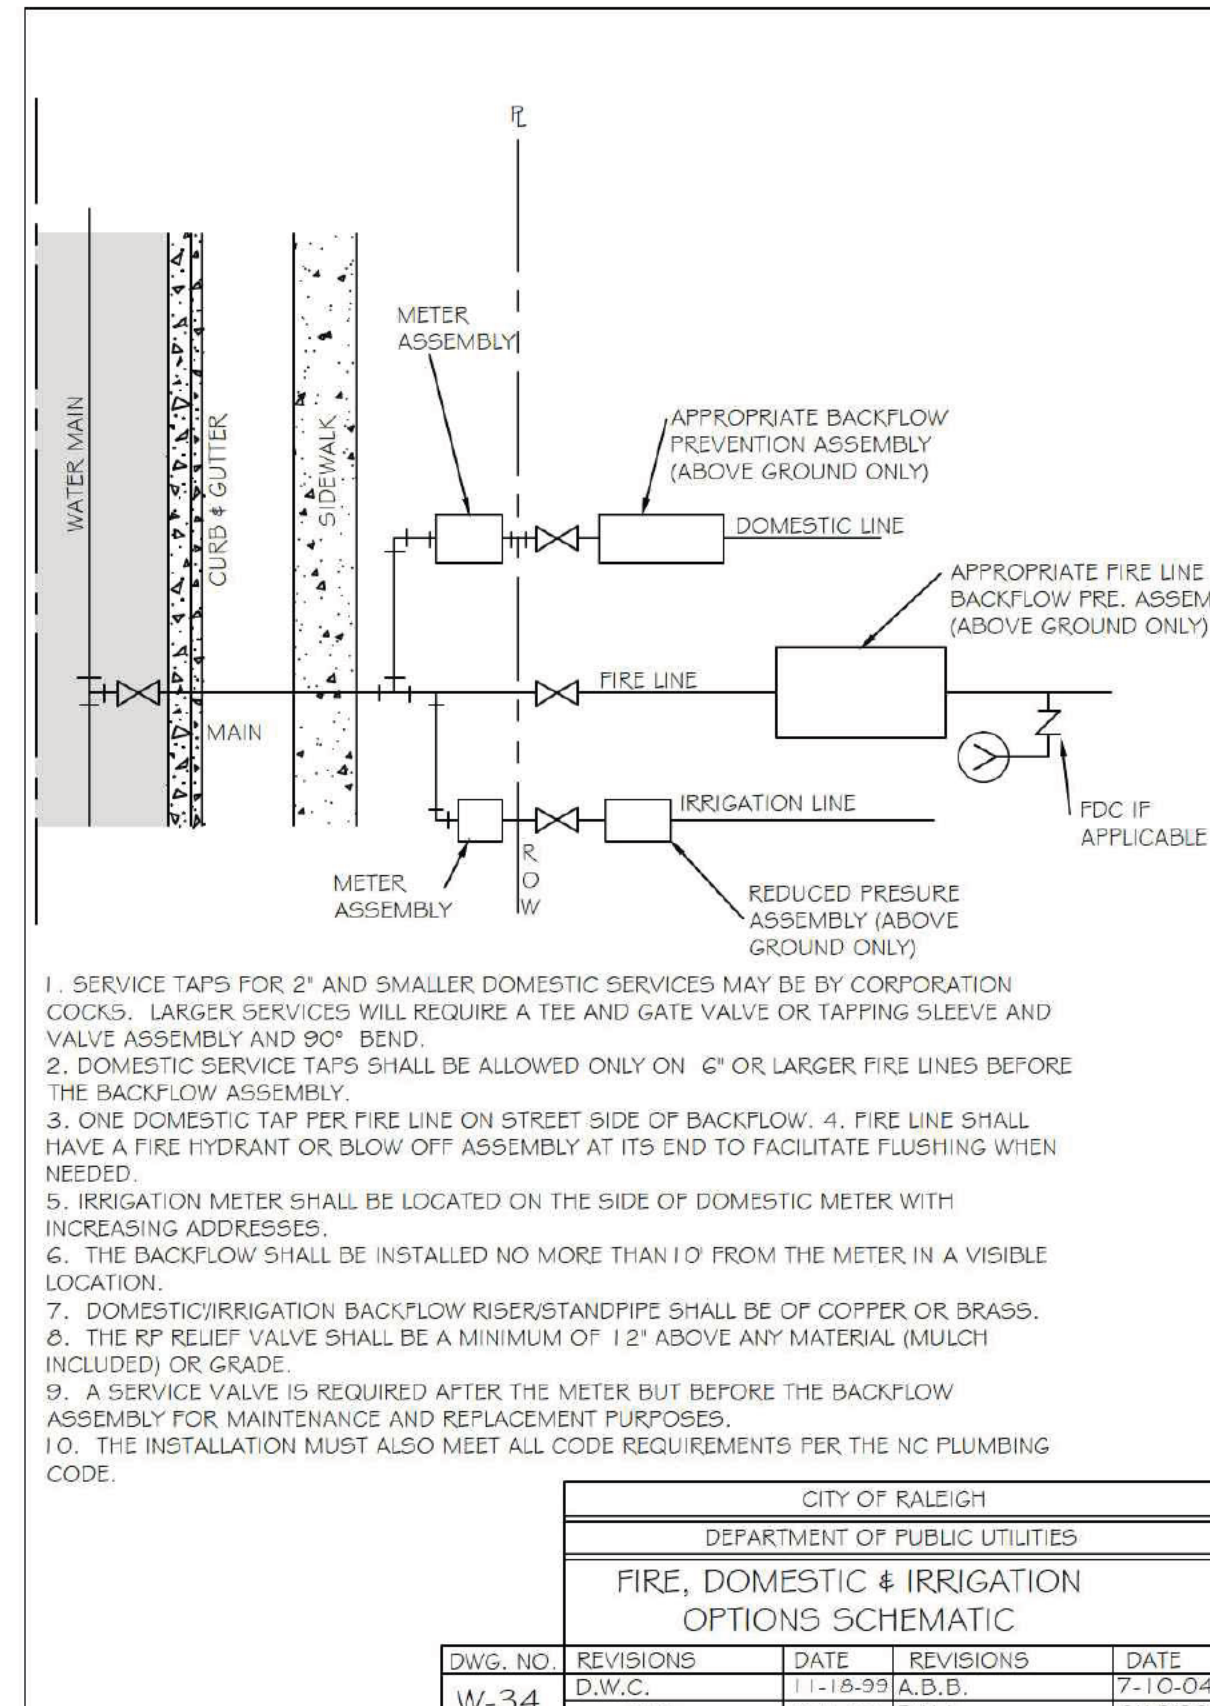 PL
METER
ASSEMBLY
APPROPRIATE BACKFLOW
PREVENTION ASSEMBLY
(ABOVE GROUND ONLY)
WATER MAIN
CURB & GUTTER
SIDEWALK
DOMESTIC LINE
APPROPRIATE FIRE LINE
BACKFLOW PRE. ASSEM
(ABOVE GROUND ONLY)
FIRE LINE
MAIN
IRRIGATION LINE
FDC IF
APPLICABLE
ROW
METER
ASSEMBLY
REDUCED PRESURE
ASSEMBLY (ABOVE
GROUND ONLY)
1. SERVICE TAPS FOR 2" AND SMALLER DOMESTIC SERVICES MAY BE BY CORPORATION
COCKS. LARGER SERVICES WILL REQUIRE A TEE AND GATE VALVE OR TAPPING SLEEVE AND
VALVE ASSEMBLY AND 90° BEND.
2. DOMESTIC SERVICE TAPS SHALL BE ALLOWED ONLY ON 6" OR LARGER FIRE LINES BEFORE
THE BACKFLOW ASSEMBLY.
3. ONE DOMESTIC TAP PER FIRE LINE ON STREET SIDE OF BACKFLOW. 4. FIRE LINE SHALL
HAVE A FIRE HYDRANT OR BLOW OFF ASSEMBLY AT ITS END TO FACILITATE FLUSHING WHEN
NEEDED.
5. IRRIGATION METER SHALL BE LOCATED ON THE SIDE OF DOMESTIC METER WITH
INCREASING ADDRESSES.
6. THE BACKFLOW SHALL BE INSTALLED NO MORE THAN 10' FROM THE METER IN A VISIBLE
LOCATION.
7. DOMESTIC'/IRRIGATION BACKFLOW RISER/STANDPIPE SHALL BE OF COPPER OR BRASS.
8. THE RP RELIEF VALVE SHALL BE A MINIMUM OF 12" ABOVE ANY MATERIAL (MULCH
INCLUDED) OR GRADE.
9. A SERVICE VALVE IS REQUIRED AFTER THE METER BUT BEFORE THE BACKFLOW
ASSEMBLY FOR MAINTENANCE AND REPLACEMENT PURPOSES.
10. THE INSTALLATION MUST ALSO MEET ALL CODE REQUIREMENTS PER THE NC PLUMBING
CODE.
CITY OF RALEIGH
DEPARTMENT OF PUBLIC UTILITIES
FIRE, DOMESTIC & IRRIGATION
OPTIONS SCHEMATIC
DWG. NO. REVISIONS DATE REVISIONS DATE
W-34 D.W.C. 11-18-99 A.B.B. 7-10-04